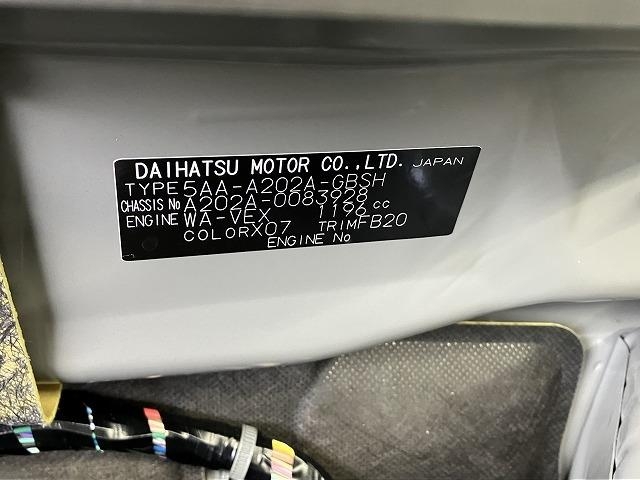 DAIHATSU MOTOR CO.,LTD. JAPAN
TYPE 5AA-A202A-GBSH
CHASSIS No A202A-0083928
ENGINE WA-VEX 1196 cc
COLOR X07 TRIM FB20
ENGINE No